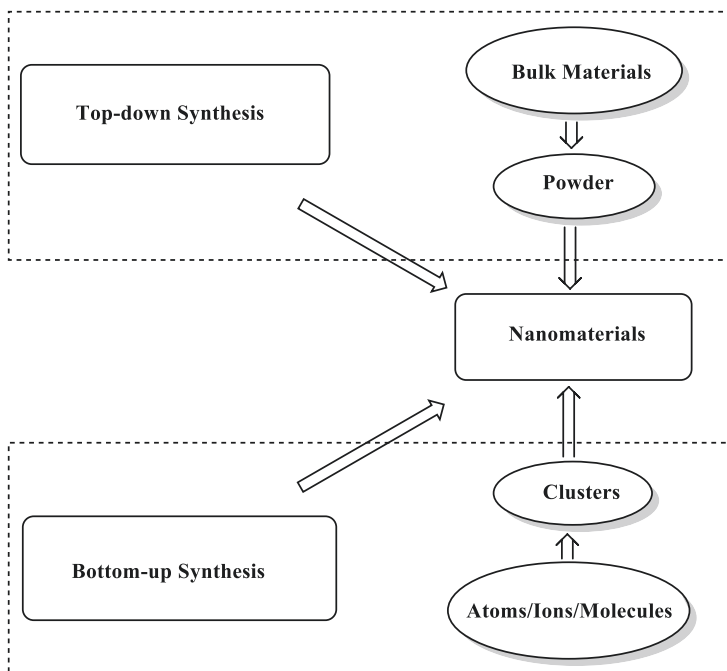 Bulk Materials
Top-down Synthesis
Powder
Nanomaterials
Clusters
Bottom-up Synthesis
Atoms/Ions/Molecules